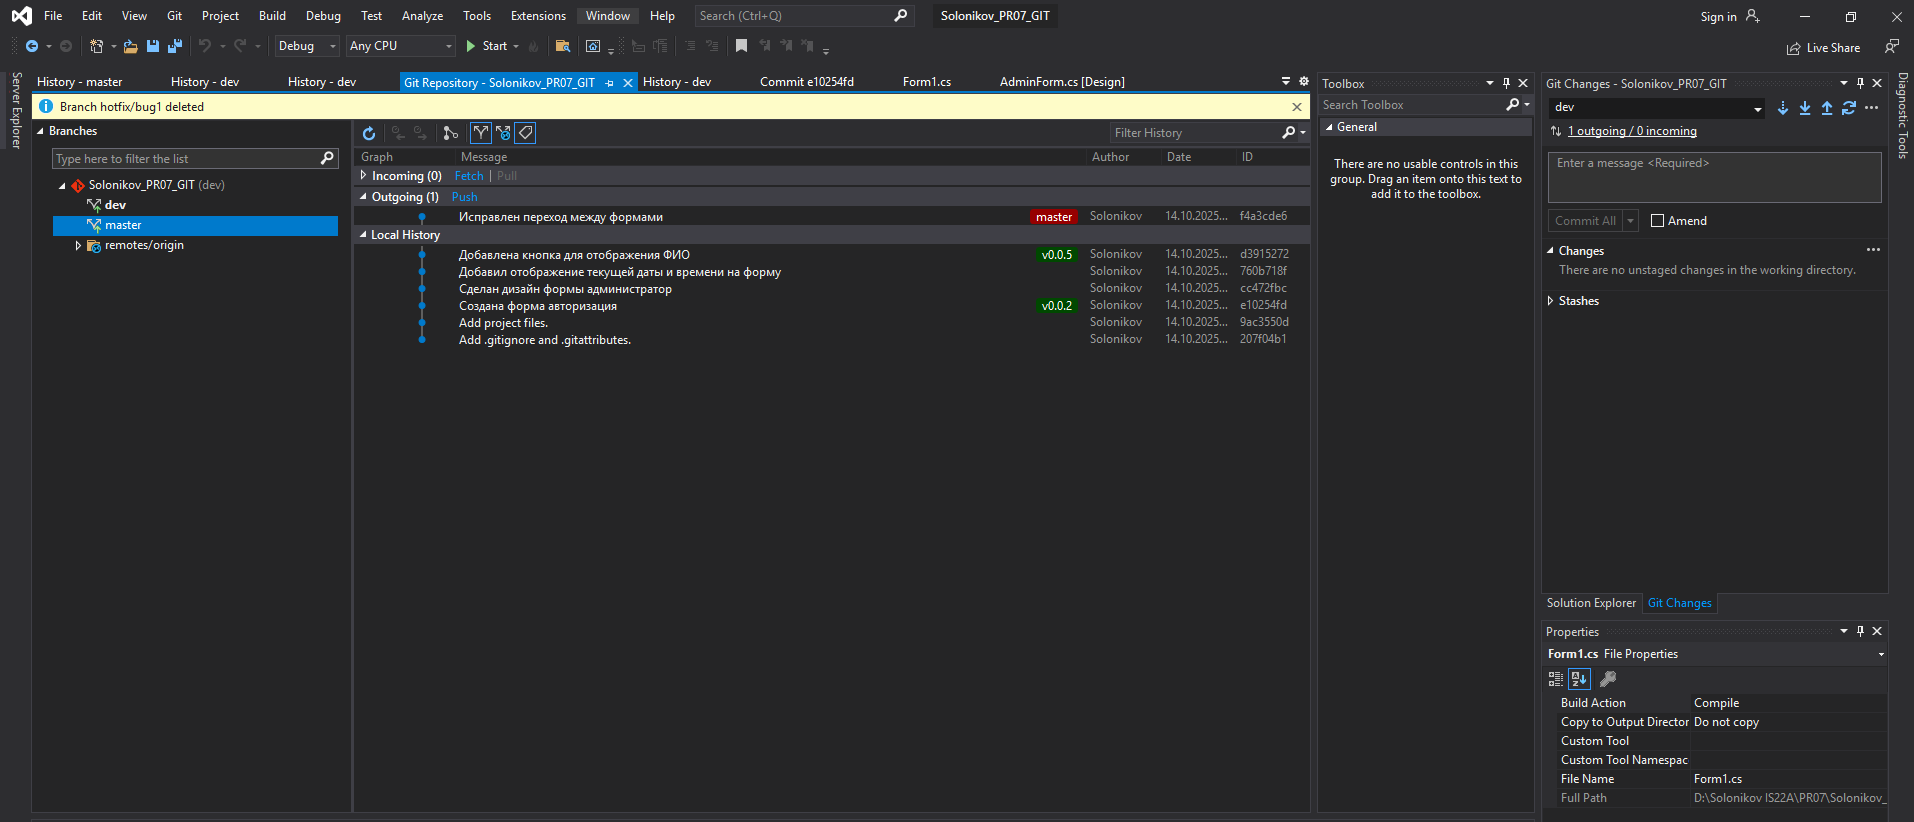 File Edit View Git Project Build Debug Test Analyze Tools Extensions Window Help Search (Ctrl+Q) Solonikov_PR07_GIT Sign in
Debug Any CPU Start Live Share
Server Explorer
History - master History - dev History - dev Git Repository - Solonikov_PR07_GIT History - dev Commit e10254fd Form1.cs AdminForm.cs [Design]
Branch hotfix/bug1 deleted
Branches
Type here to filter the list
Solonikov_PR07_GIT (dev)
dev
master
remotes/origin
Filter History
Graph Message Author Date ID
Incoming (0) Fetch | Pull
Outgoing (1) Push
Исправлен переход между формами master Solonikov 14.10.2025... f4a3cde6
Local History
Добавлена кнопка для отображения ФИО v0.0.5 Solonikov 14.10.2025... d3915272
Добавил отображение текущей даты и времени на форму Solonikov 14.10.2025... 760b718f
Сделан дизайн формы администратор Solonikov 14.10.2025... cc472fbc
Создана форма авторизация v0.0.2 Solonikov 14.10.2025... e10254fd
Add project files. Solonikov 14.10.2025... 9ac3550d
Add .gitignore and .gitattributes. Solonikov 14.10.2025... 207f04b1
Toolbox
Search Toolbox
General
There are no usable controls in this
group. Drag an item onto this text to
add it to the toolbox.
Git Changes - Solonikov_PR07_GIT
dev
1 outgoing / 0 incoming
Enter a message <Required>
Commit All Amend
Changes
There are no unstaged changes in the working directory.
Stashes
Solution Explorer Git Changes
Properties
Form1.cs File Properties
Build Action Compile
Copy to Output Director Do not copy
Custom Tool
Custom Tool Namespac
File Name Form1.cs
Full Path D:\Solonikov IS22A\PR07\Solonikov_
Diagnostic Tools